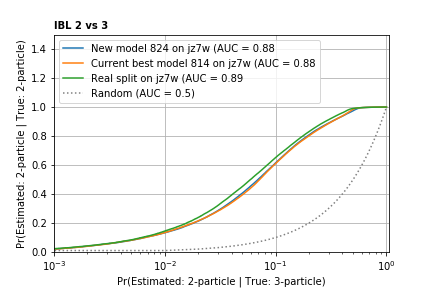 IBL 2 vs 3
New model 824 on jz7w (AUC = 0.88
Current best model 814 on jz7w (AUC = 0.88
Real split on jz7w (AUC = 0.89
Random (AUC = 0.5)
Pr(Estimated: 2-particle | True: 2-particle)
1.4
1.2
1.0
0.8
0.6
0.4
0.2
0.0
10⁻³
10⁻²
10⁻¹
10⁰
Pr(Estimated: 2-particle | True: 3-particle)